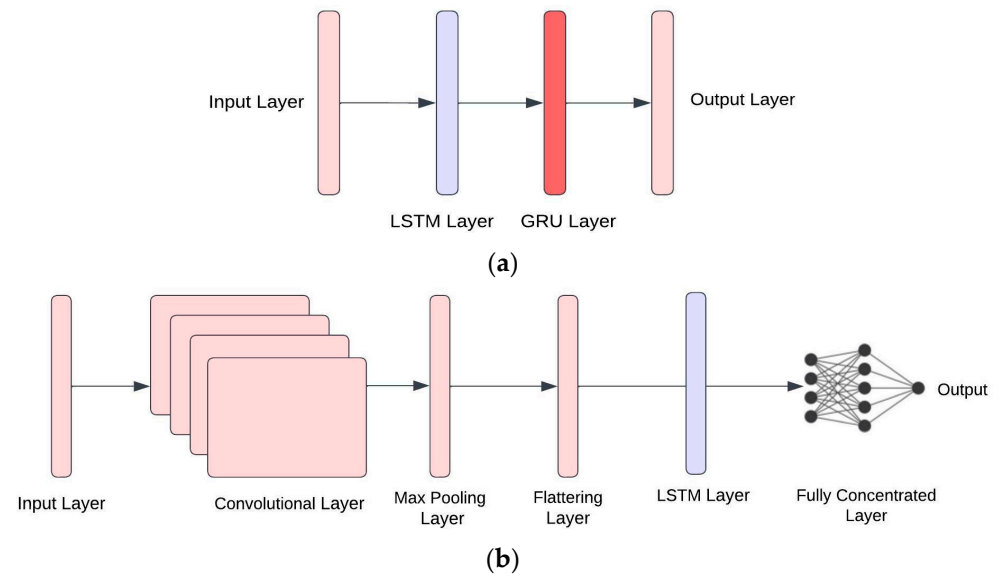 Input Layer
Output Layer
LSTM Layer
GRU Layer
(a)
Output
Input Layer
Convolutional Layer
Max Pooling
Layer
Flattering
Layer
LSTM Layer
Fully Concentrated
Layer
(b)